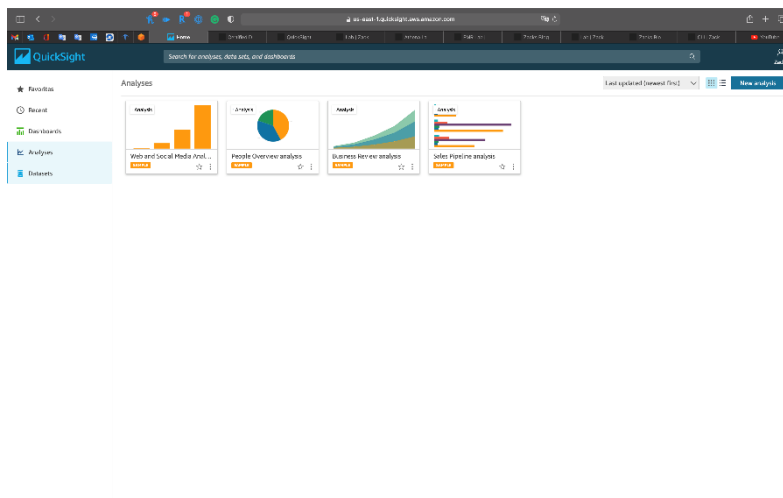 us-east-1.quicksight.aws.amazon.com
Home
QuickSight
YouTube
QuickSight
Search for analyses, data sets, and dashboards
Favorites
Recent
Dashboards
Analyses
Datasets
Analyses
Last updated (newest first)
New analysis
Analysis
Web and Social Media Anal...
SAMPLE
Analysis
People Overview analysis
SAMPLE
Analysis
Business Review analysis
SAMPLE
Analysis
Sales Pipeline analysis
SAMPLE